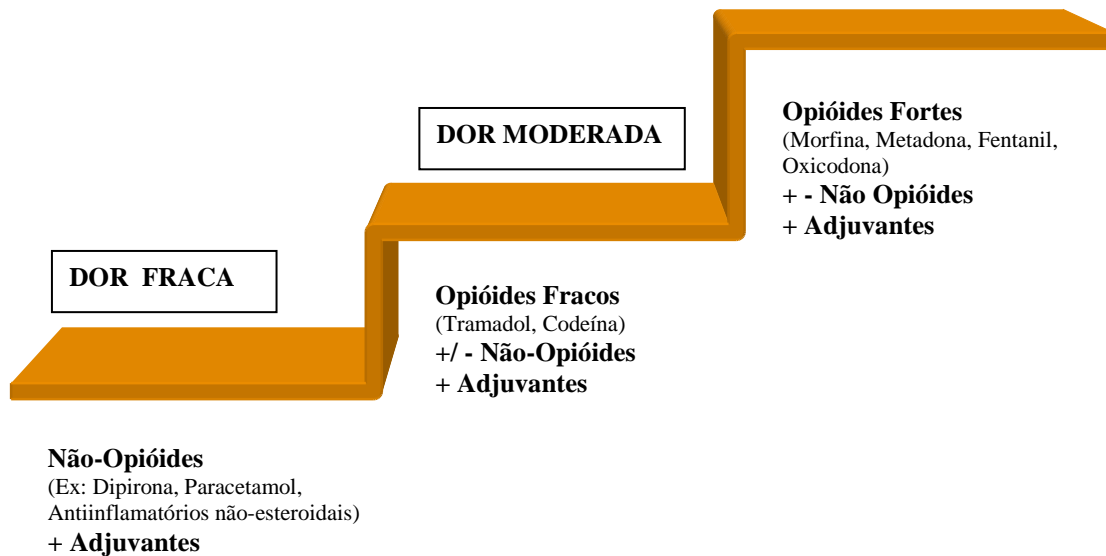 DOR FRACA
Não-Opióides
(Ex: Dipirona, Paracetamol,
Antiinflamatórios não-esteroidais)
+ Adjuvantes
DOR MODERADA
Opióides Fracos
(Tramadol, Codeína)
+/ - Não-Opióides
+ Adjuvantes
Opióides Fortes
(Morfina, Metadona, Fentanil,
Oxicodona)
+ - Não Opióides
+ Adjuvantes